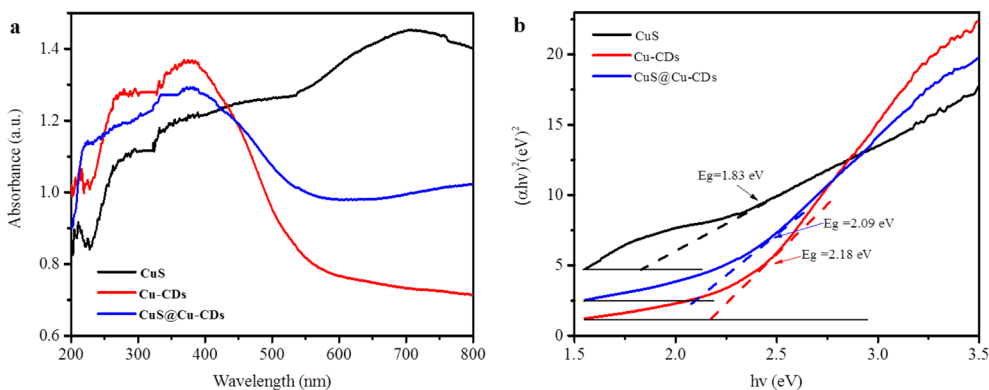 a
Absorbance (a.u.)
1.4
1.2
1.0
0.8
0.6
CuS
Cu-CDs
CuS@Cu-CDs
200 300 400 500 600 700 800
Wavelength (nm)
b
(αhν)²(eV)²
25
20
15
10
5
0
CuS
Cu-CDs
CuS@Cu-CDs
Eg=1.83 eV
Eg =2.09 eV
Eg =2.18 eV
1.5 2.0 2.5 3.0 3.5
hν (eV)